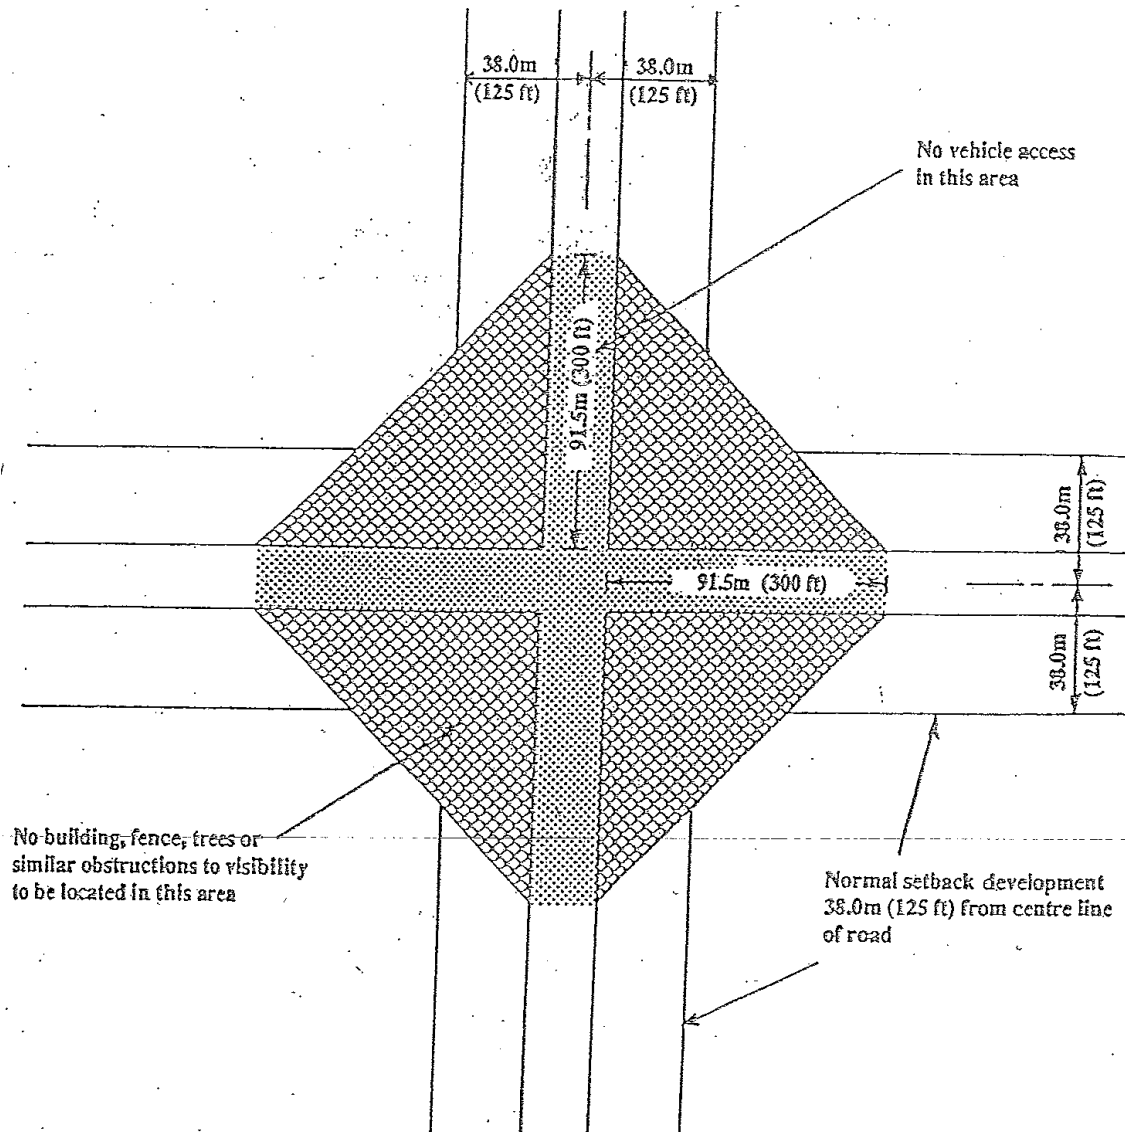 38.0m
(125 ft)
38.0m
(125 ft)
No vehicle access
in this area
91.5m (300 ft)
38.0m
(125 ft)
91.5m (300 ft)
38.0m
(125 ft)
No building, fence, trees or
similar obstructions to visibility
to be located in this area
Normal setback development
38.0m (125 ft) from centre line
of road